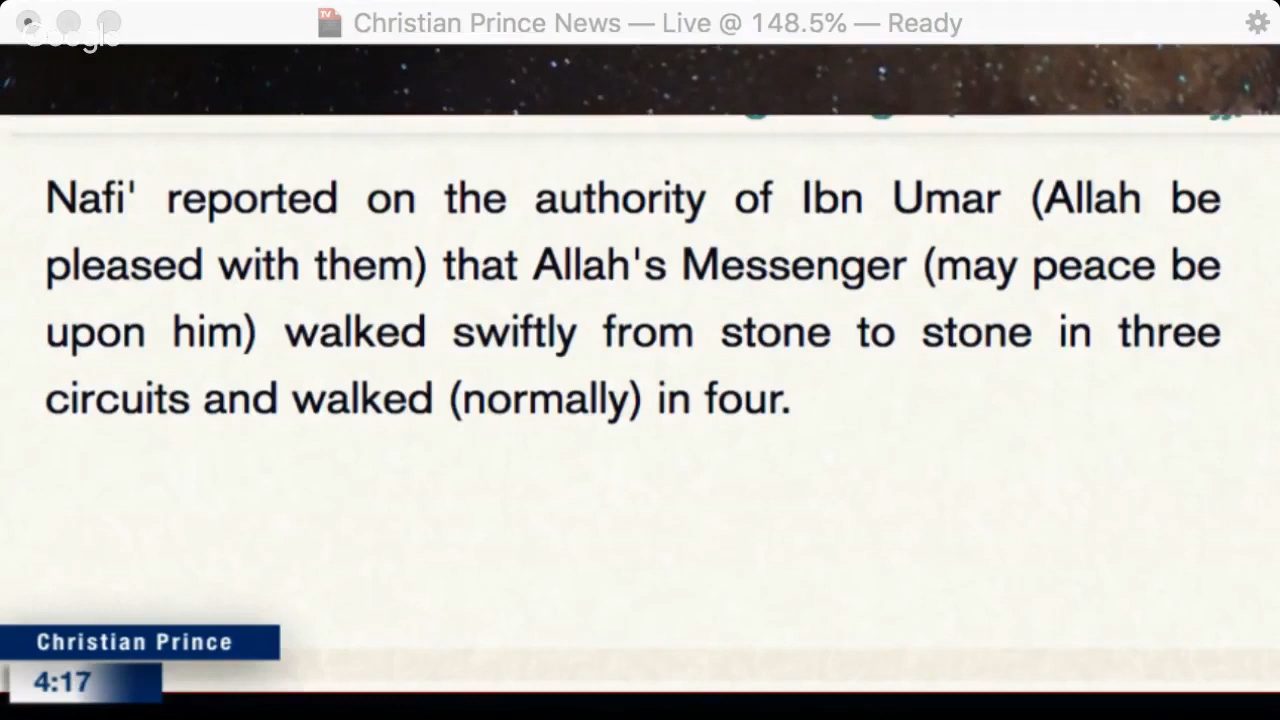 Christian Prince News — Live @ 148.5% — Ready
Google
Nafi' reported on the authority of Ibn Umar (Allah be
pleased with them) that Allah's Messenger (may peace be
upon him) walked swiftly from stone to stone in three
circuits and walked (normally) in four.
Christian Prince
4:17